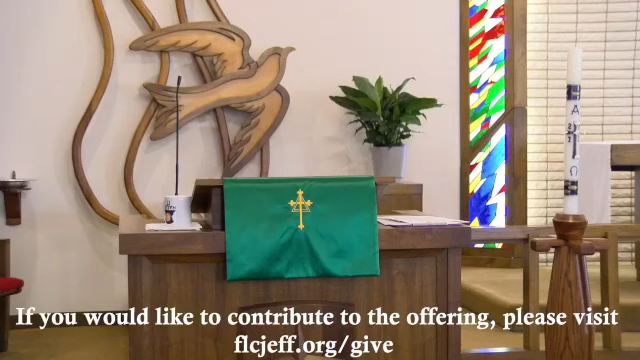 If you would like to contribute to the offering, please visit
flcjeff.org/give
A
Ω